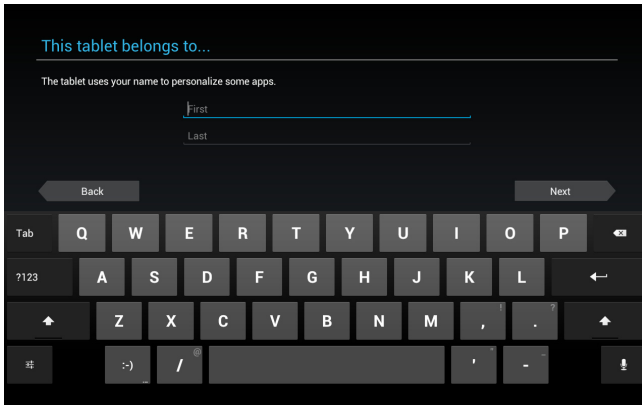 This tablet belongs to...
The tablet uses your name to personalize some apps.
First
Last
Back Next
Tab Q W E R T Y U I O P
?123 A S D F G H J K L
! ?
Z X C V B N M , .
@ " _
:-) / ' -
...